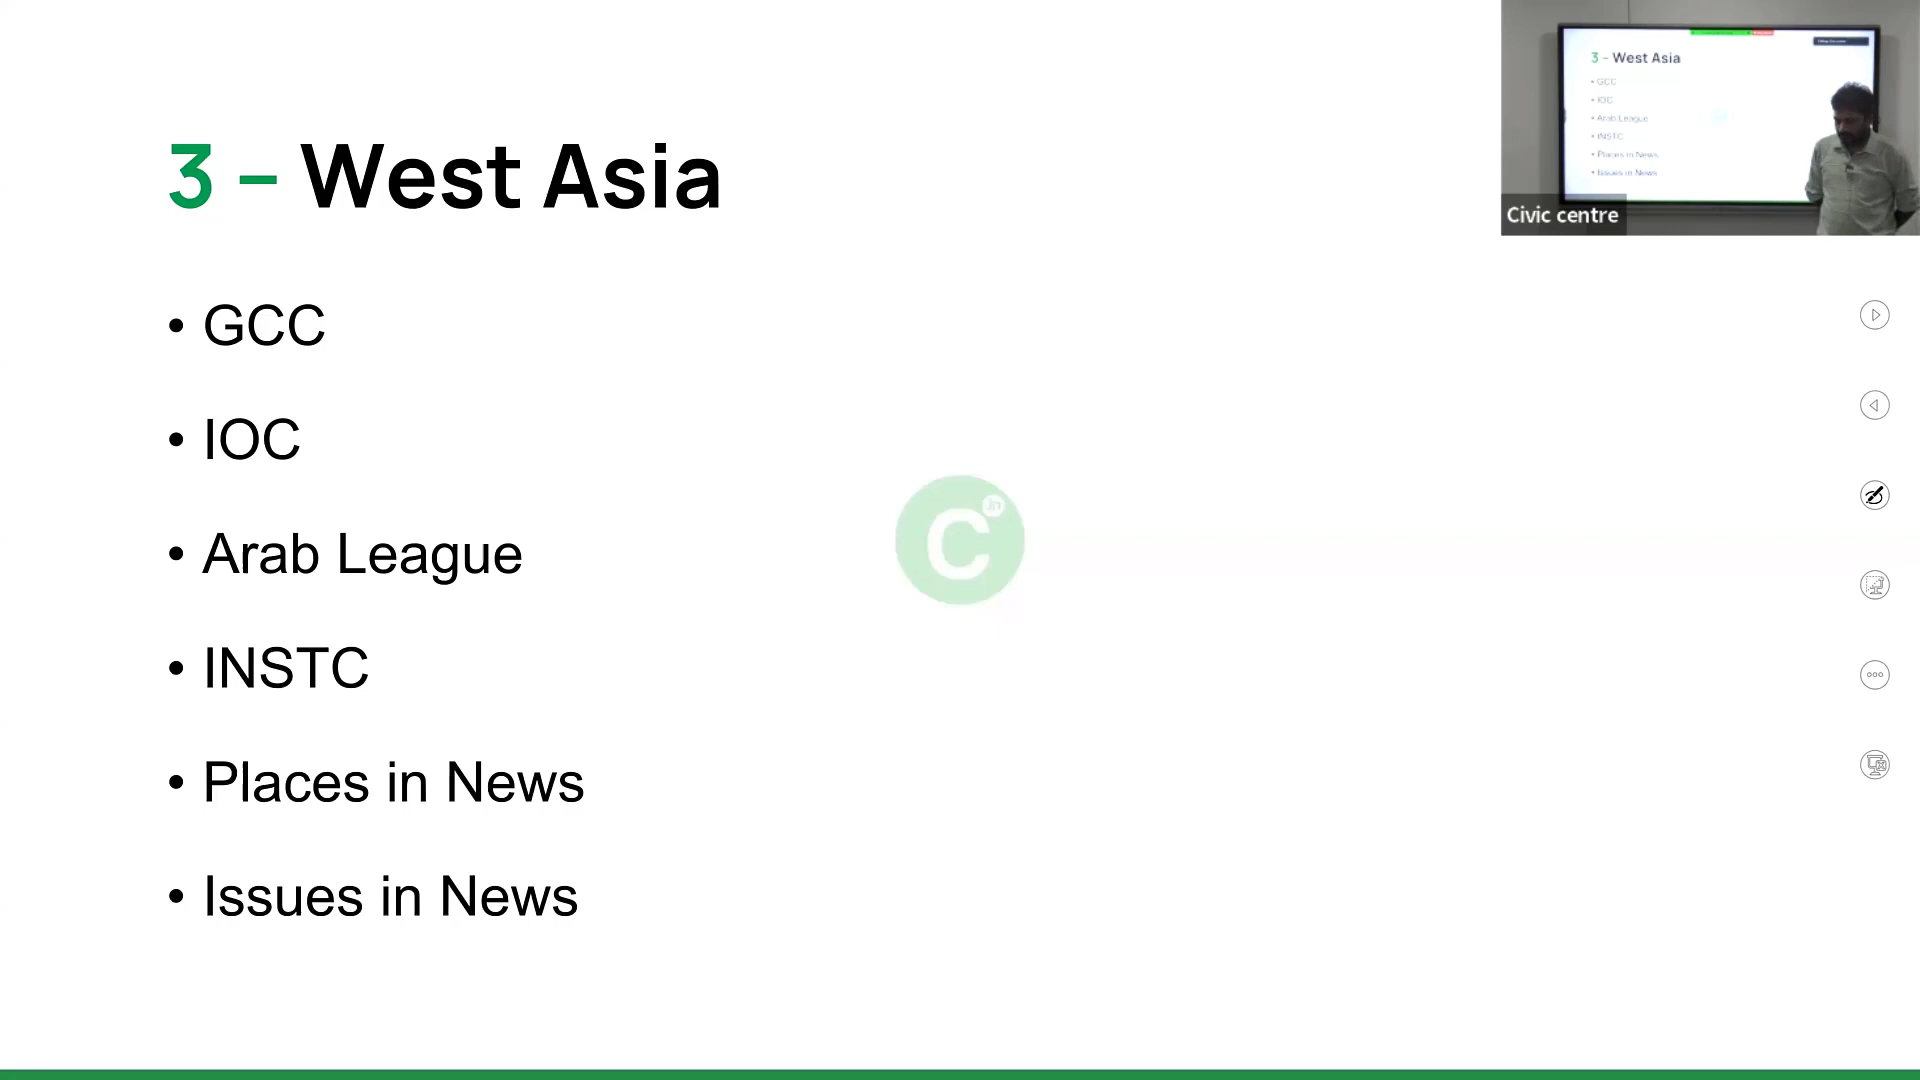 3 – West Asia
• GCC
• IOC
• Arab League
• INSTC
• Places in News
• Issues in News
C
.in
3 – West Asia
• GCC
• IOC
• Arab League
• INSTC
• Places in News
• Issues in News
Civic centre